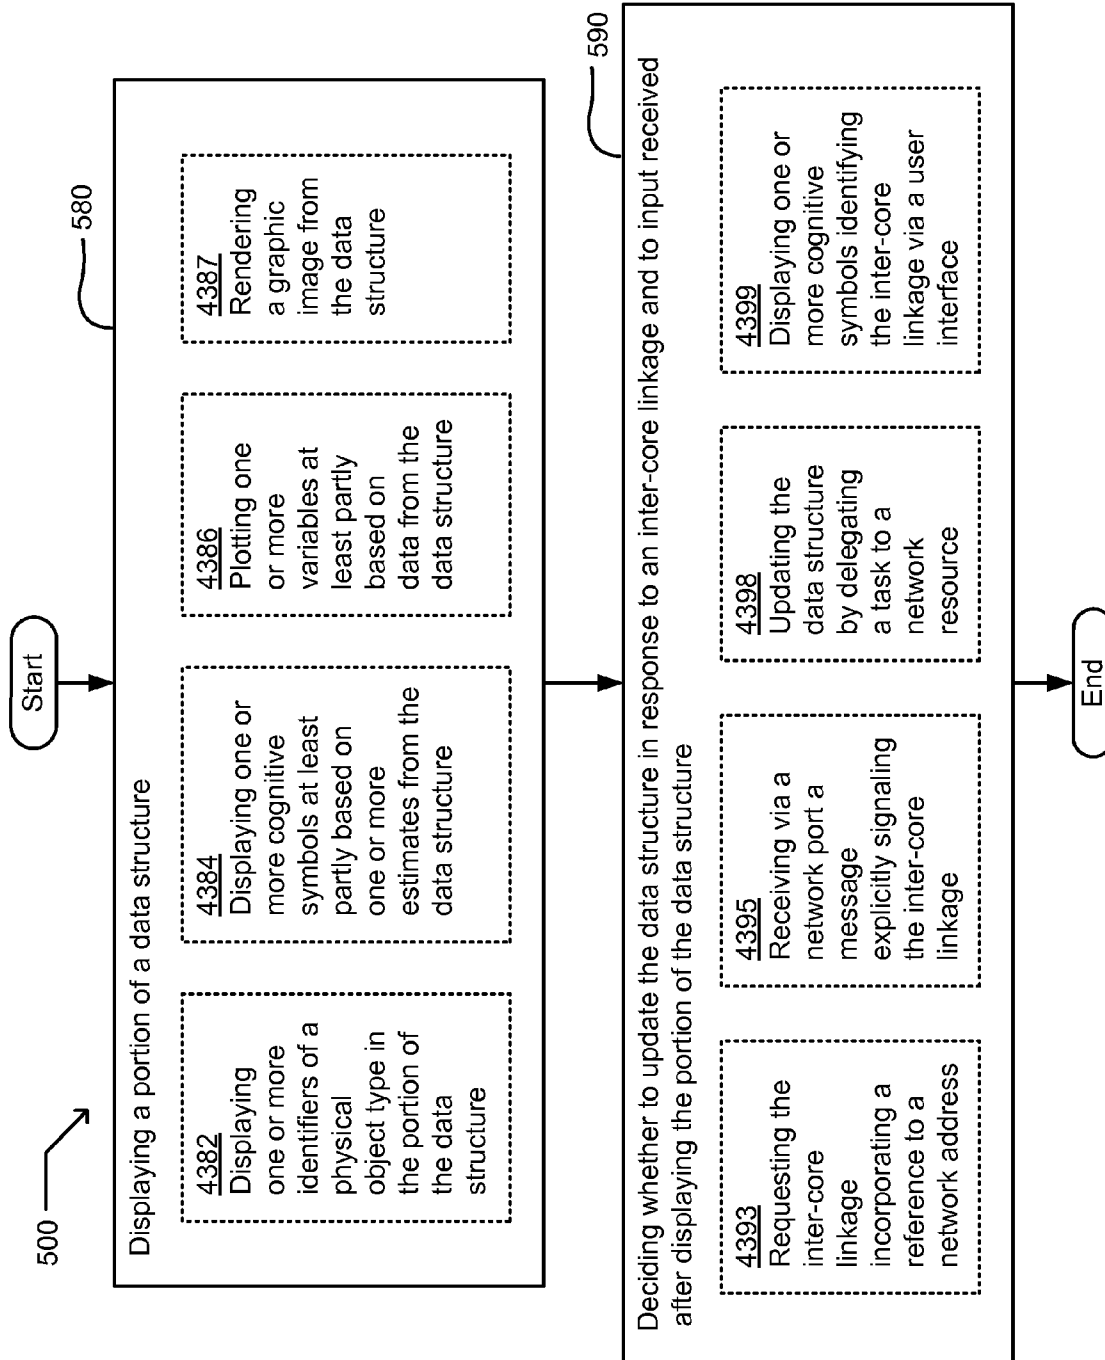 500
Start
580
Displaying a portion of a data structure
4382
Displaying
one or more
identifiers of a
physical
object type in
the portion of
the data
structure
4384
Displaying one or
more cognitive
symbols at least
partly based on
one or more
estimates from the
data structure
4386
Plotting one
or more
variables at
least partly
based on
data from the
data structure
4387
Rendering
a graphic
image from
the data
structure
590
Deciding whether to update the data structure in response to an inter-core linkage and to input received
after displaying the portion of the data structure
4393
Requesting the
inter-core
linkage
incorporating a
reference to a
network address
4395
Receiving via a
network port a
message
explicitly signaling
the inter-core
linkage
4398
Updating the
data structure
by delegating
a task to a
network
resource
4399
Displaying one or
more cognitive
symbols identifying
the inter-core
linkage via a user
interface
End